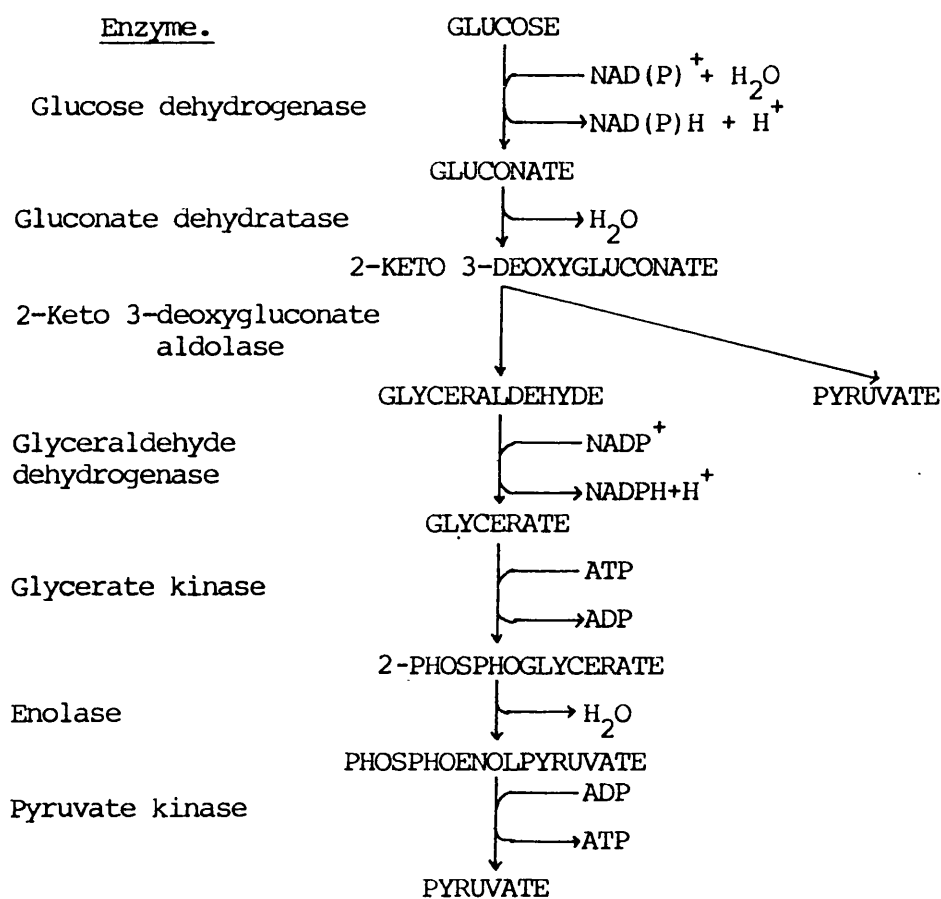 Enzyme.
GLUCOSE
NAD(P)⁺ + H₂O
Glucose dehydrogenase
NAD(P)H + H⁺
GLUCONATE
Gluconate dehydratase
H₂O
2-KETO 3-DEOXYGLUCONATE
2-Keto 3-deoxygluconate
aldolase
GLYCERALDEHYDE
PYRUVATE
Glyceraldehyde
dehydrogenase
NADP⁺
NADPH+H⁺
GLYCERATE
Glycerate kinase
ATP
ADP
2-PHOSPHOGLYCERATE
Enolase
H₂O
PHOSPHOENOLPYRUVATE
Pyruvate kinase
ADP
ATP
PYRUVATE